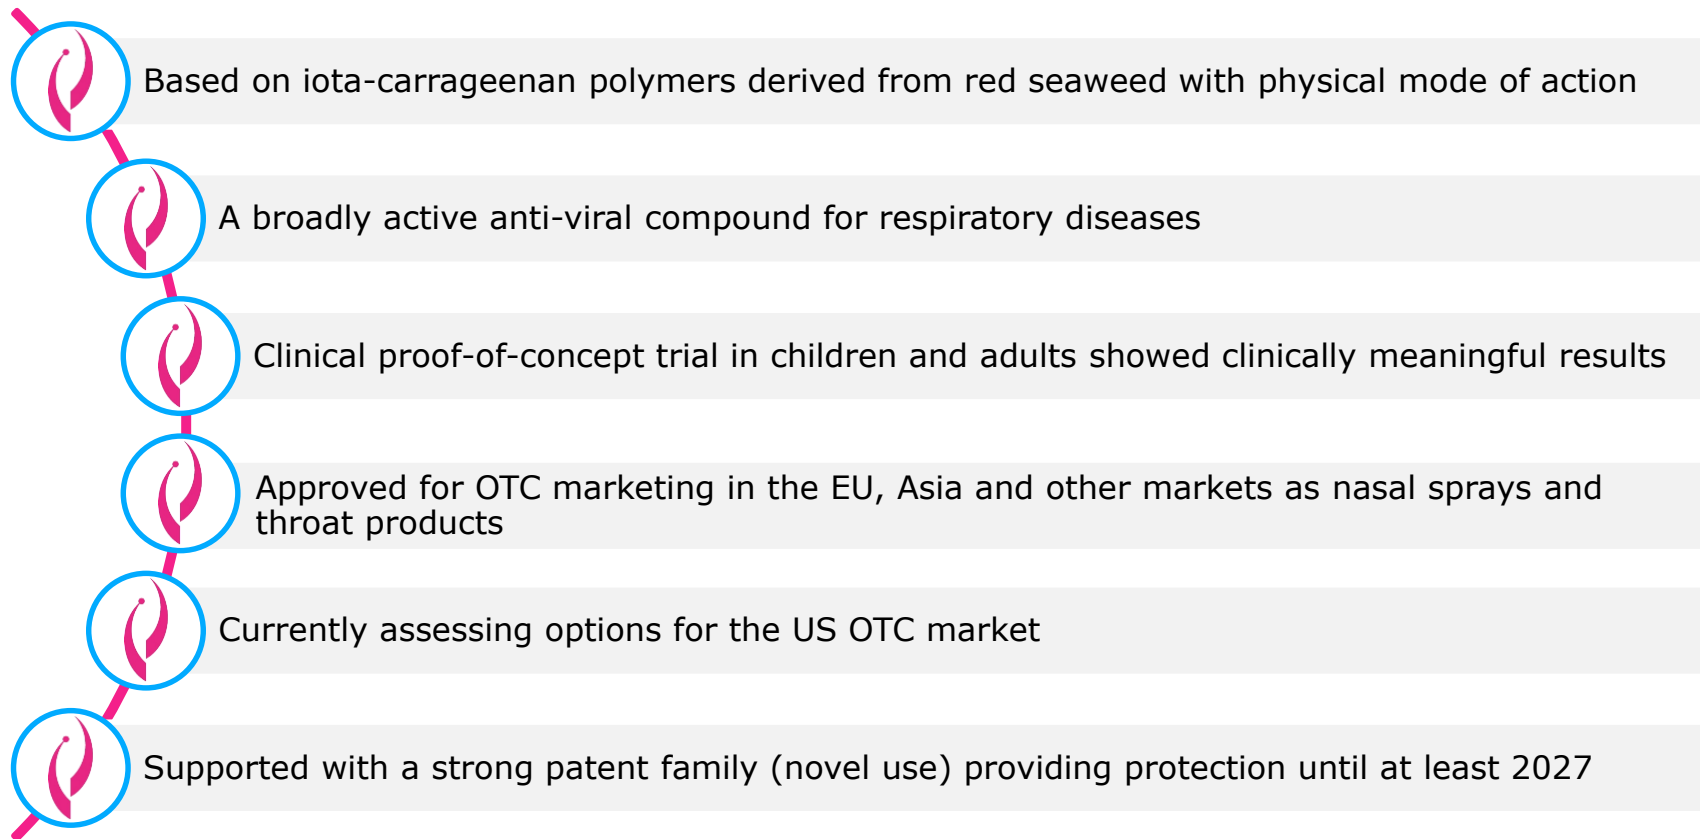 Based on iota-carrageenan polymers derived from red seaweed with physical mode of action
A broadly active anti-viral compound for respiratory diseases
Clinical proof-of-concept trial in children and adults showed clinically meaningful results
Approved for OTC marketing in the EU, Asia and other markets as nasal sprays and
throat products
Currently assessing options for the US OTC market
Supported with a strong patent family (novel use) providing protection until at least 2027